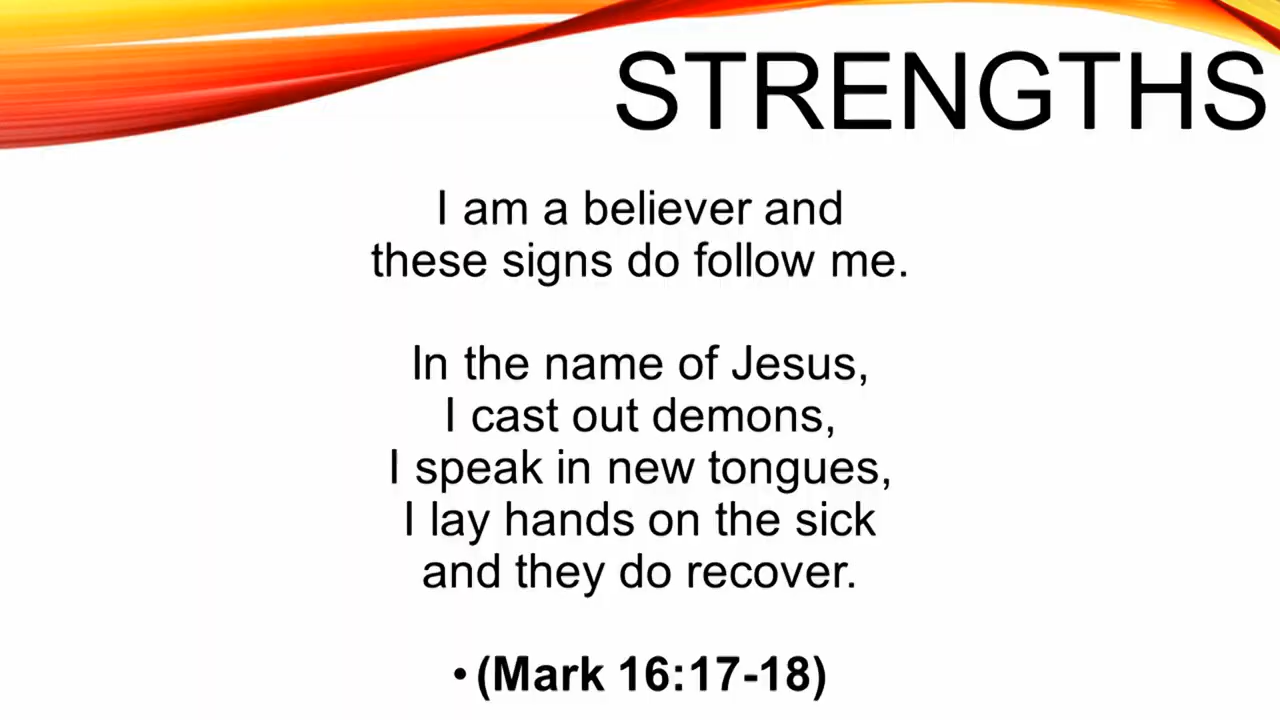 STRENGTHS
I am a believer and
these signs do follow me.
In the name of Jesus,
I cast out demons,
I speak in new tongues,
I lay hands on the sick
and they do recover.
• (Mark 16:17-18)